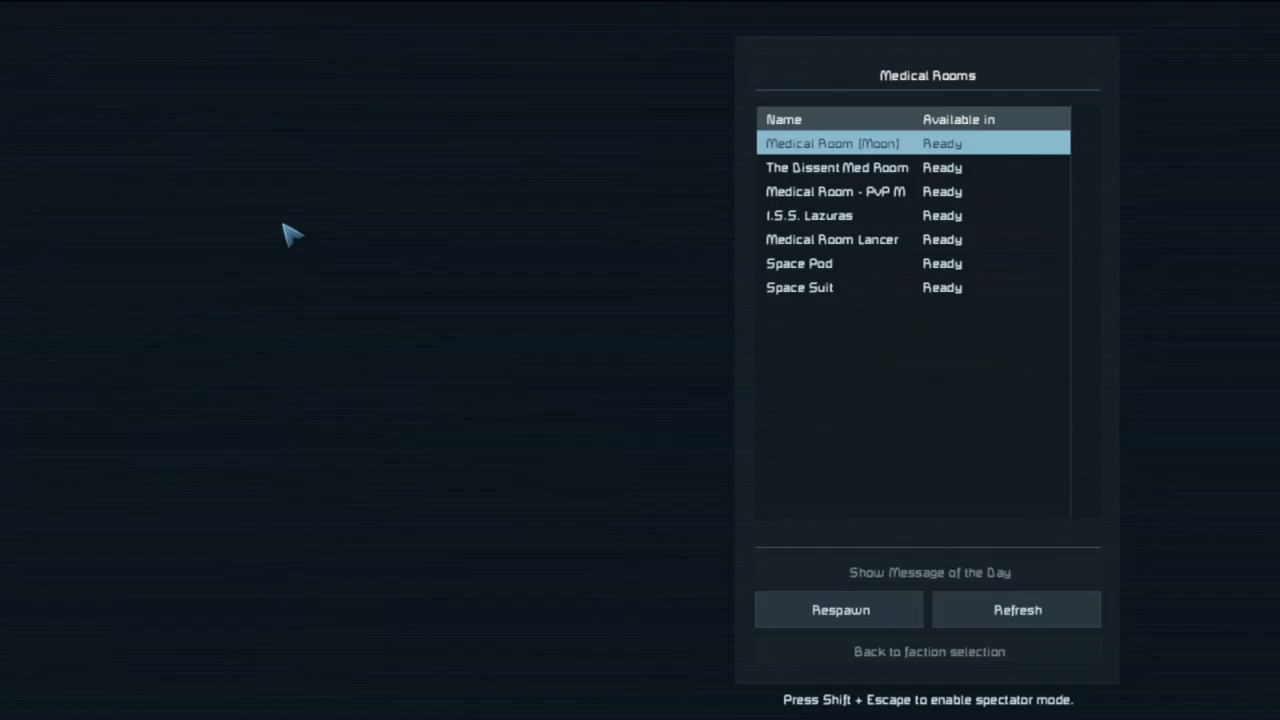 Medical Rooms
Name Available in
Medical Room [Moon] Ready
The Dissent Med Room Ready
Medical Room - PvP M Ready
I.S.S. Lazuras Ready
Medical Room Lancer Ready
Space Pod Ready
Space Suit Ready
Show Message of the Day
Respawn Refresh
Back to faction selection
Press Shift + Escape to enable spectator mode.